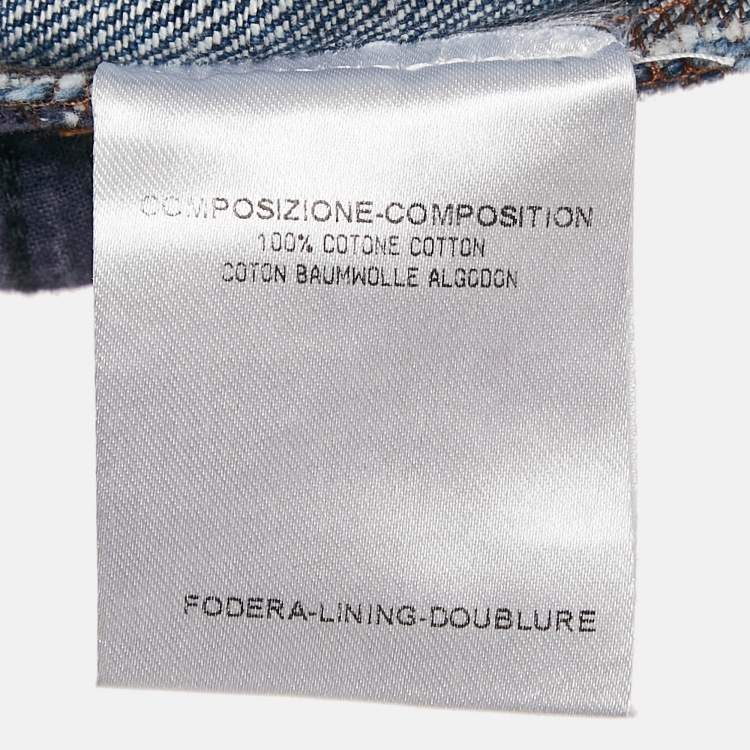 COMPOSIZIONE-COMPOSITION
100% COTONE COTTON
COTON BAUMWOLLE ALGODON
FODERA-LINING-DOUBLURE